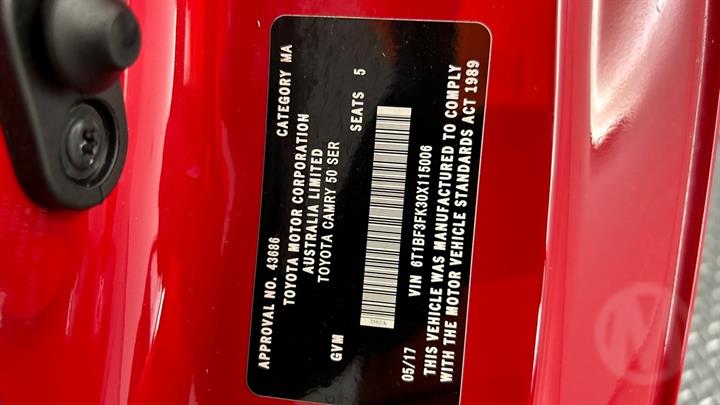 APPROVAL NO. 43686 CATEGORY MA
TOYOTA MOTOR CORPORATION
AUSTRALIA LIMITED
TOYOTA CAMRY 50 SER
GVM SEATS 5
3162A
VIN 6T1BF3FK30X115006
05/17
THIS VEHICLE WAS MANUFACTURED TO COMPLY
WITH THE MOTOR VEHICLE STANDARDS ACT 1989